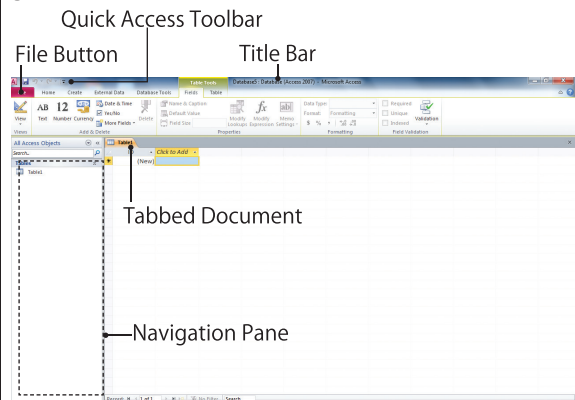 Quick Access Toolbar
File Button
Title Bar
Table Tools Database5 : Database (Access 2007) - Microsoft Access
Home Create External Data Database Tools Fields Table
View AB 12 Date & Time Name & Caption fx abl Data Type: Required
Text Number Currency Yes/No Delete Default Value Modify Lookups Modify Expression Memo Settings Format: Formatting Unique Validation
More Fields Field Size $ % , Indexed
Views Add & Delete Properties Formatting Field Validation
All Access Objects « Table1
Search... Click to Add
Tables (New)
Table1
Tabbed Document
Navigation Pane
Record: 1 of 1 No Filter Search